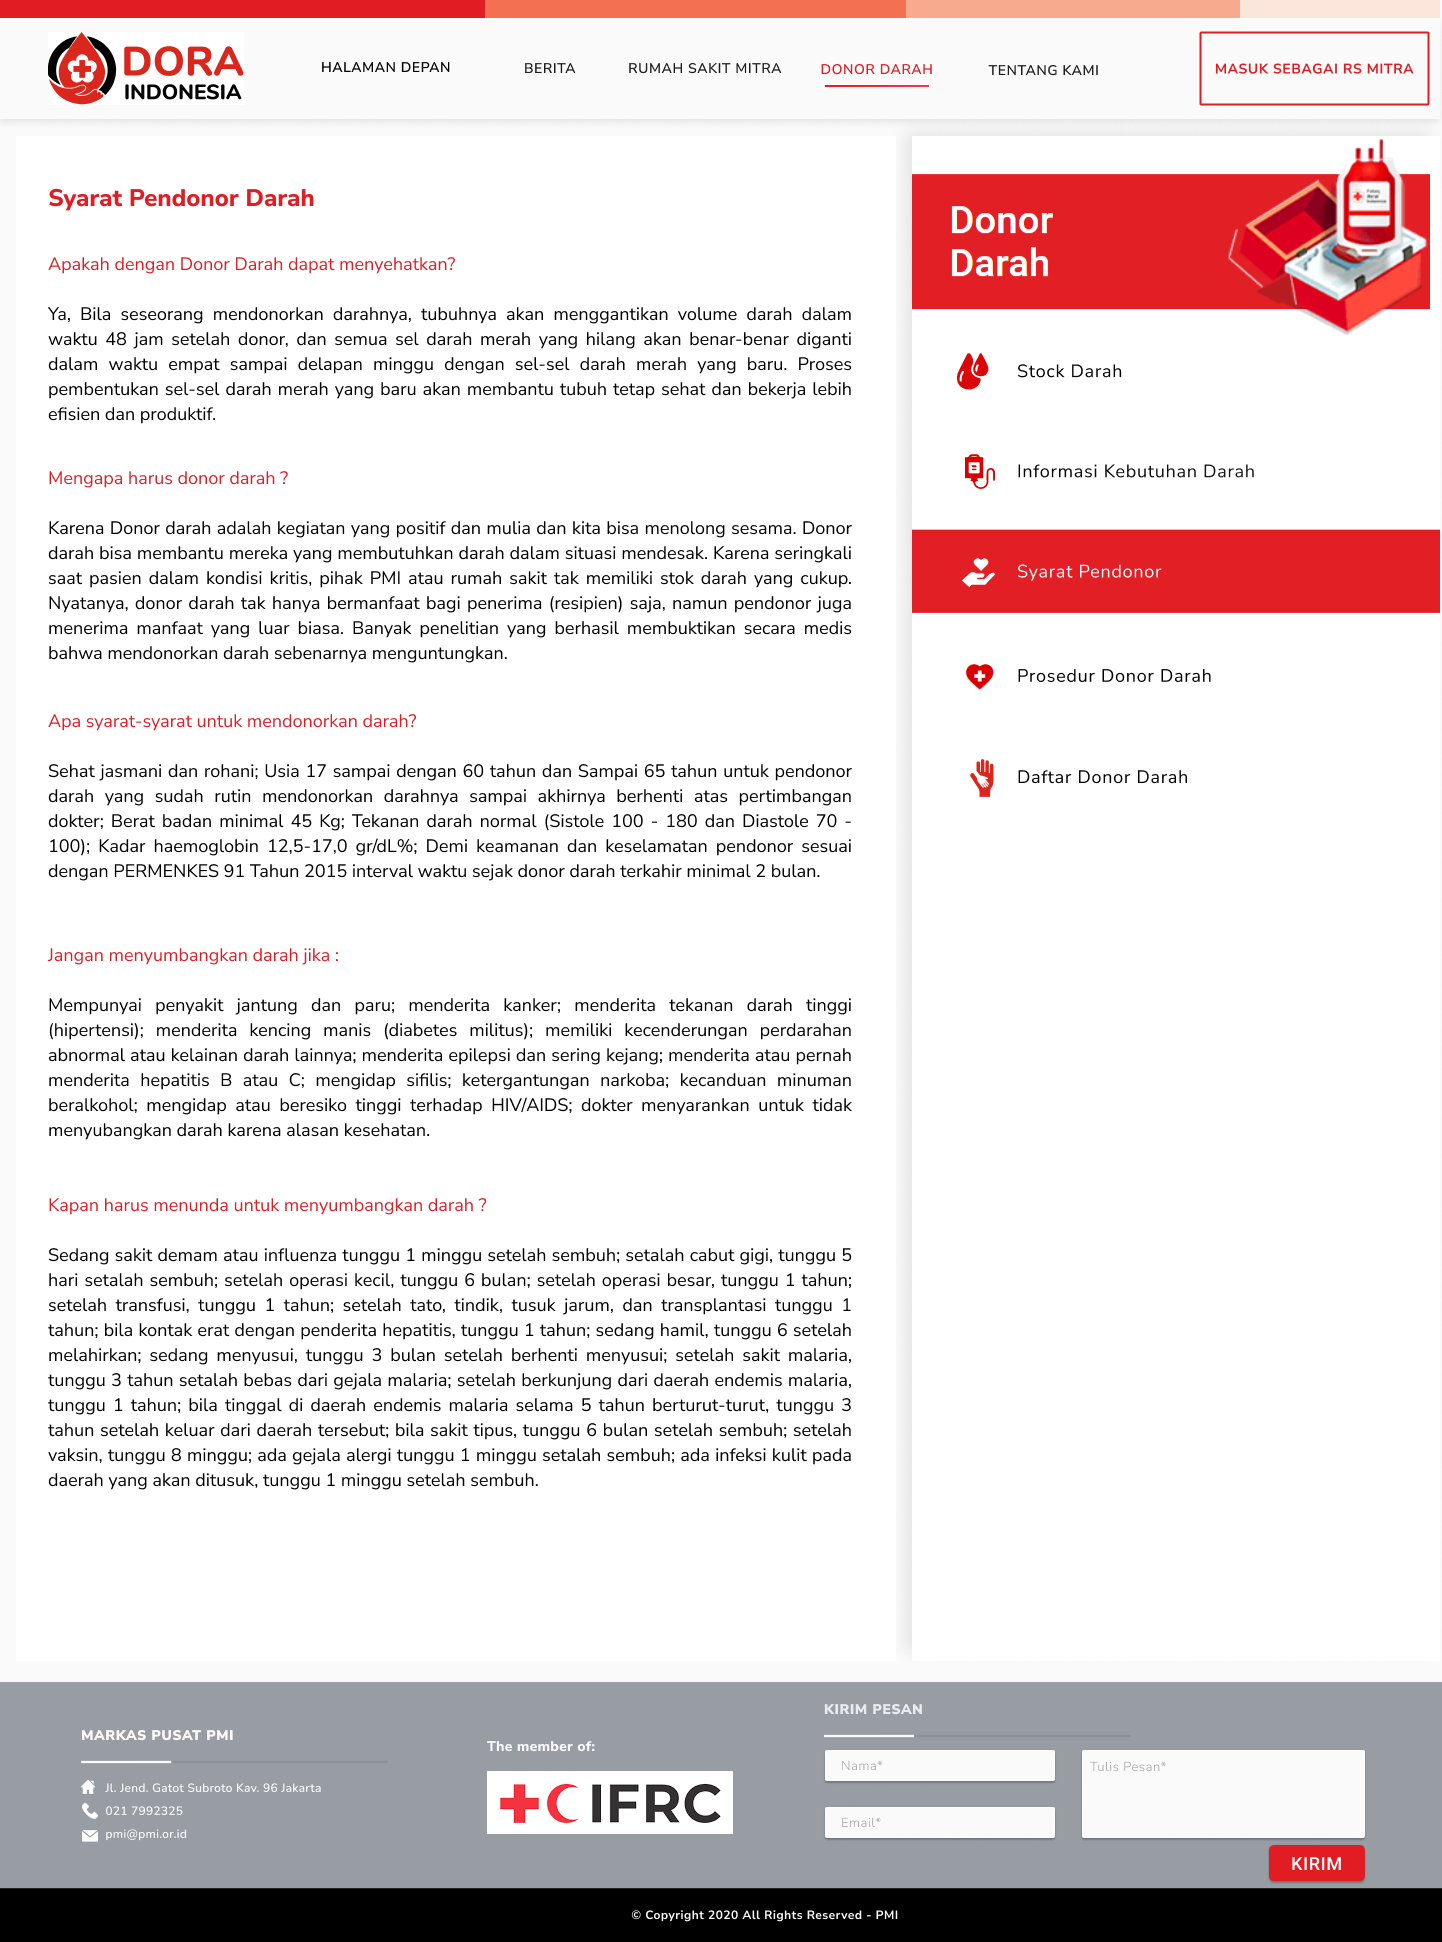 DORA
INDONESIA
HALAMAN DEPAN
BERITA
RUMAH SAKIT MITRA
DONOR DARAH
TENTANG KAMI
MASUK SEBAGAI RS MITRA
Syarat Pendonor Darah
Apakah dengan Donor Darah dapat menyehatkan?
Ya, Bila seseorang mendonorkan darahnya, tubuhnya akan menggantikan volume darah dalam
waktu 48 jam setelah donor, dan semua sel darah merah yang hilang akan benar-benar diganti
dalam waktu empat sampai delapan minggu dengan sel-sel darah merah yang baru. Proses
pembentukan sel-sel darah merah yang baru akan membantu tubuh tetap sehat dan bekerja lebih
efisien dan produktif.
Mengapa harus donor darah ?
Karena Donor darah adalah kegiatan yang positif dan mulia dan kita bisa menolong sesama. Donor
darah bisa membantu mereka yang membutuhkan darah dalam situasi mendesak. Karena seringkali
saat pasien dalam kondisi kritis, pihak PMI atau rumah sakit tak memiliki stok darah yang cukup.
Nyatanya, donor darah tak hanya bermanfaat bagi penerima (resipien) saja, namun pendonor juga
menerima manfaat yang luar biasa. Banyak penelitian yang berhasil membuktikan secara medis
bahwa mendonorkan darah sebenarnya menguntungkan.
Apa syarat-syarat untuk mendonorkan darah?
Sehat jasmani dan rohani; Usia 17 sampai dengan 60 tahun dan Sampai 65 tahun untuk pendonor
darah yang sudah rutin mendonorkan darahnya sampai akhirnya berhenti atas pertimbangan
dokter; Berat badan minimal 45 Kg; Tekanan darah normal (Sistole 100 - 180 dan Diastole 70 -
100); Kadar haemoglobin 12,5-17,0 gr/dL%; Demi keamanan dan keselamatan pendonor sesuai
dengan PERMENKES 91 Tahun 2015 interval waktu sejak donor darah terkahir minimal 2 bulan.
Jangan menyumbangkan darah jika :
Mempunyai penyakit jantung dan paru; menderita kanker; menderita tekanan darah tinggi
(hipertensi); menderita kencing manis (diabetes militus); memiliki kecenderungan perdarahan
abnormal atau kelainan darah lainnya; menderita epilepsi dan sering kejang; menderita atau pernah
menderita hepatitis B atau C; mengidap sifilis; ketergantungan narkoba; kecanduan minuman
beralkohol; mengidap atau beresiko tinggi terhadap HIV/AIDS; dokter menyarankan untuk tidak
menyubangkan darah karena alasan kesehatan.
Kapan harus menunda untuk menyumbangkan darah ?
Sedang sakit demam atau influenza tunggu 1 minggu setelah sembuh; setalah cabut gigi, tunggu 5
hari setalah sembuh; setelah operasi kecil, tunggu 6 bulan; setelah operasi besar, tunggu 1 tahun;
setelah transfusi, tunggu 1 tahun; setelah tato, tindik, tusuk jarum, dan transplantasi tunggu 1
tahun; bila kontak erat dengan penderita hepatitis, tunggu 1 tahun; sedang hamil, tunggu 6 setelah
melahirkan; sedang menyusui, tunggu 3 bulan setelah berhenti menyusui; setelah sakit malaria,
tunggu 3 tahun setalah bebas dari gejala malaria; setelah berkunjung dari daerah endemis malaria,
tunggu 1 tahun; bila tinggal di daerah endemis malaria selama 5 tahun berturut-turut, tunggu 3
tahun setelah keluar dari daerah tersebut; bila sakit tipus, tunggu 6 bulan setelah sembuh; setelah
vaksin, tunggu 8 minggu; ada gejala alergi tunggu 1 minggu setalah sembuh; ada infeksi kulit pada
daerah yang akan ditusuk, tunggu 1 minggu setelah sembuh.
Donor
Darah
Stock Darah
Informasi Kebutuhan Darah
Syarat Pendonor
Prosedur Donor Darah
Daftar Donor Darah
MARKAS PUSAT PMI
Jl. Jend. Gatot Subroto Kav. 96 Jakarta
021 7992325
pmi@pmi.or.id
The member of:
IFRC
KIRIM PESAN
Nama*
Email*
Tulis Pesan*
KIRIM
© Copyright 2020 All Rights Reserved - PMI